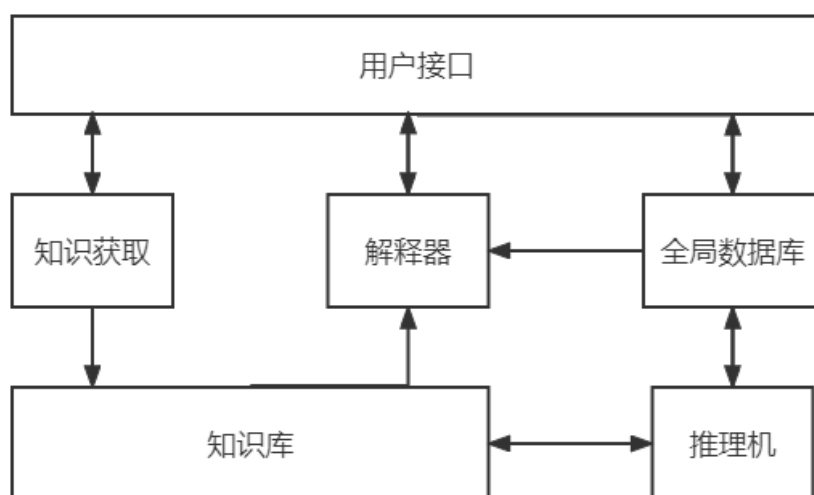 用户接口
知识获取
解释器
全局数据库
知识库
推理机